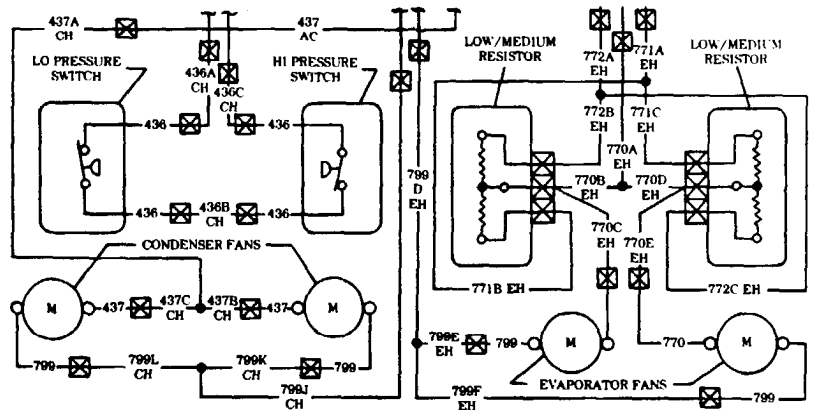 437A
CH
437
AC
LO PRESSURE
SWITCH
436A
CH
436C
CH
HI PRESSURE
SWITCH
LOW/MEDIUM
RESISTOR
772A
EH
771A
EH
LOW/MEDIUM
RESISTOR
436
436
772B
EH
771C
EH
770A
EH
799
D
EH
770B
EH
770D
EH
436
436B
CH
436
770C
EH
770E
EH
CONDENSER FANS
771B EH
772C EH
M
437
437C
CH
437B
CH
437
M
799E
EH
799
M
770
M
799
799L
CH
799K
CH
799
799J
CH
EVAPORATOR FANS
799F
EH
799